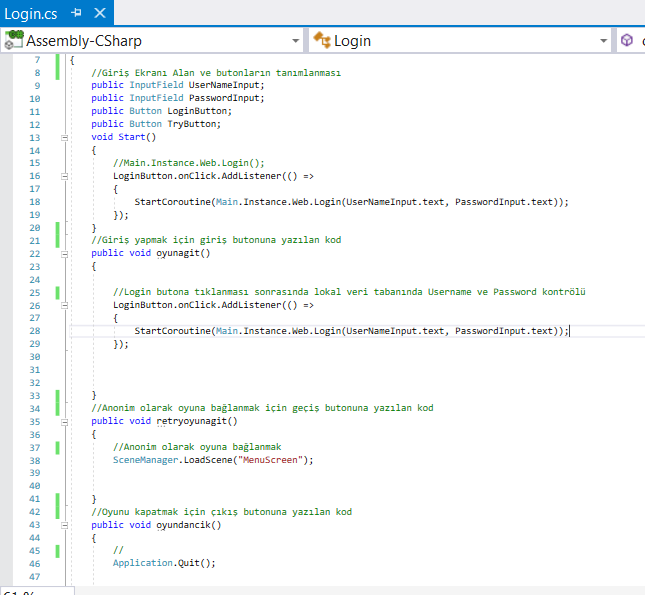 Login.cs
Assembly-CSharp
Login
7 {
8 //Giriş Ekranı Alan ve butonların tanımlanması
9 public InputField UserNameInput;
10 public InputField PasswordInput;
11 public Button LoginButton;
12 public Button TryButton;
13 void Start()
14 {
15 //Main.Instance.Web.Login();
16 LoginButton.onClick.AddListener(() =>
17 {
18 StartCoroutine(Main.Instance.Web.Login(UserNameInput.text, PasswordInput.text));
19 });
20 }
21 //Giriş yapmak için giriş butonuna yazılan kod
22 public void oyunagit()
23 {
24
25 //Login butona tıklanması sonrasında lokal veri tabanında Username ve Password kontrölü
26 LoginButton.onClick.AddListener(() =>
27 {
28 StartCoroutine(Main.Instance.Web.Login(UserNameInput.text, PasswordInput.text));
29 });
30
31
32
33 }
34 //Anonim olarak oyuna bağlanmak için geçiş butonuna yazılan kod
35 public void retryoyunagit()
36 {
37 //Anonim olarak oyuna bağlanmak
38 SceneManager.LoadScene("MenuScreen");
39
40
41 }
42 //Oyunu kapatmak için çıkış butonuna yazılan kod
43 public void oyundancik()
44 {
45 //
46 Application.Quit();
47